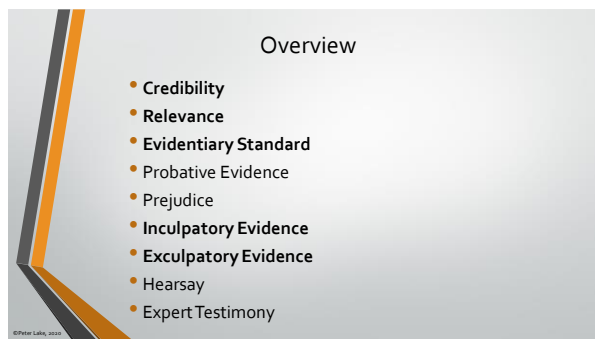 Overview
• Credibility
• Relevance
• Evidentiary Standard
• Probative Evidence
• Prejudice
• Inculpatory Evidence
• Exculpatory Evidence
• Hearsay
• Expert Testimony
©Peter Lake, 2020